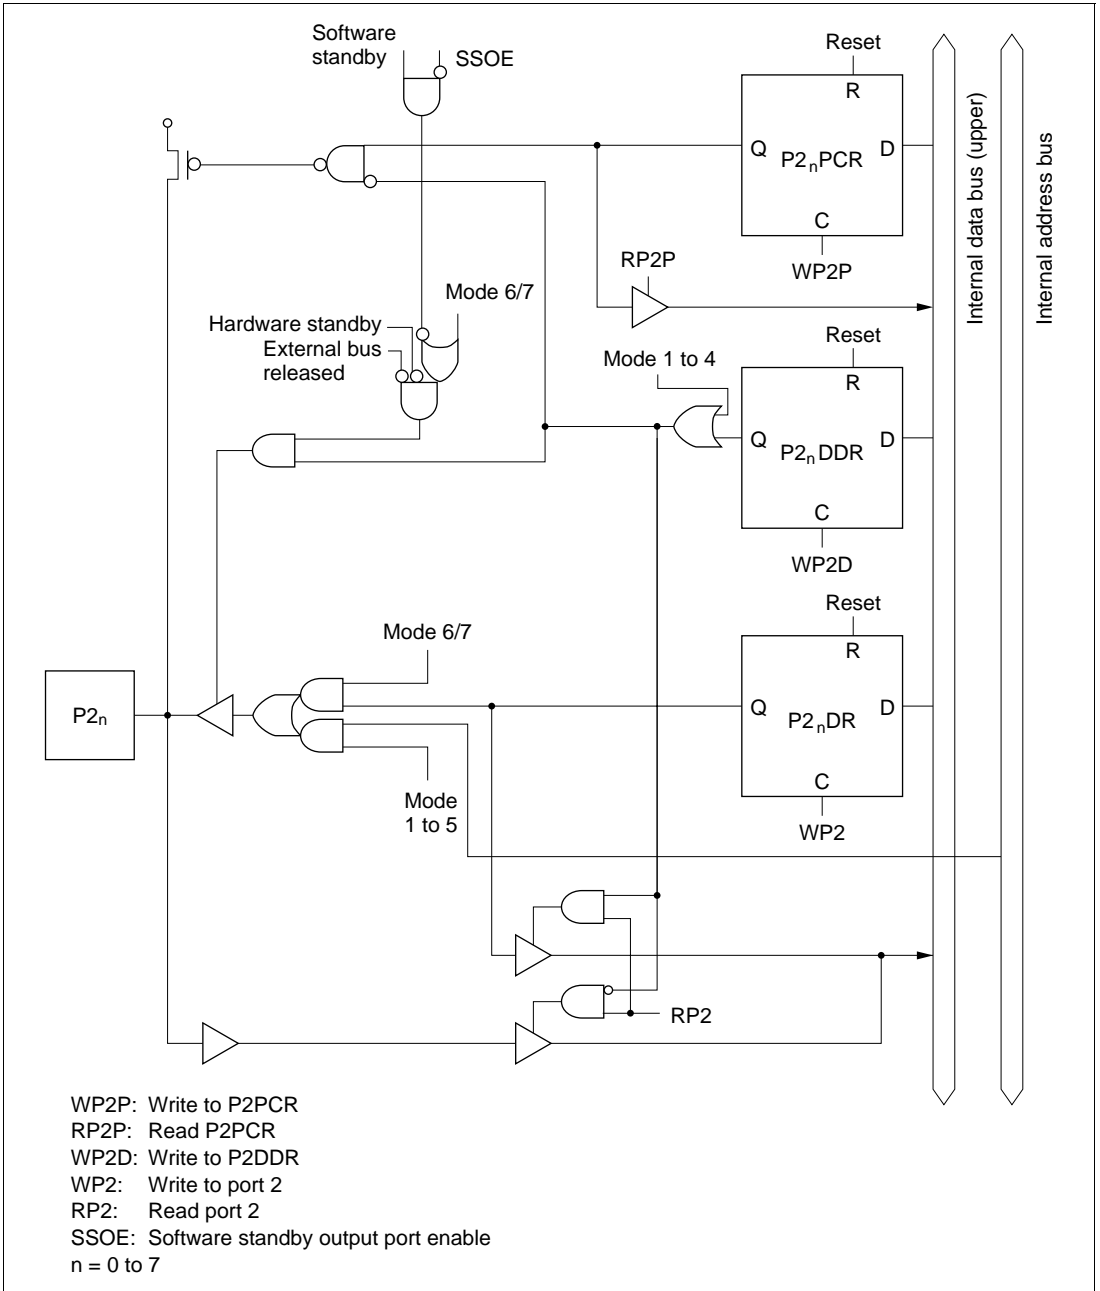 Software
standby
SSOE
Reset
R
Q
P2nPCR
D
C
WP2P
RP2P
Internal data bus (upper)
Internal address bus
Mode 6/7
Hardware standby
External bus
released
Mode 1 to 4
Reset
R
Q
P2nDDR
D
C
WP2D
Reset
R
Q
P2nDR
D
C
WP2
Mode 6/7
P2n
Mode
1 to 5
RP2
WP2P: Write to P2PCR
RP2P: Read P2PCR
WP2D: Write to P2DDR
WP2: Write to port 2
RP2: Read port 2
SSOE: Software standby output port enable
n = 0 to 7